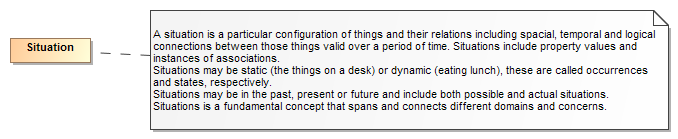 Situation
A situation is a particular configuration of things and their relations including spacial, temporal and logical
connections between those things valid over a period of time. Situations include property values and
instances of associations.
Situations may be static (the things on a desk) or dynamic (eating lunch), these are called occurrences
and states, respectively.
Situations may be in the past, present or future and include both possible and actual situations.
Situations is a fundamental concept that spans and connects different domains and concerns.